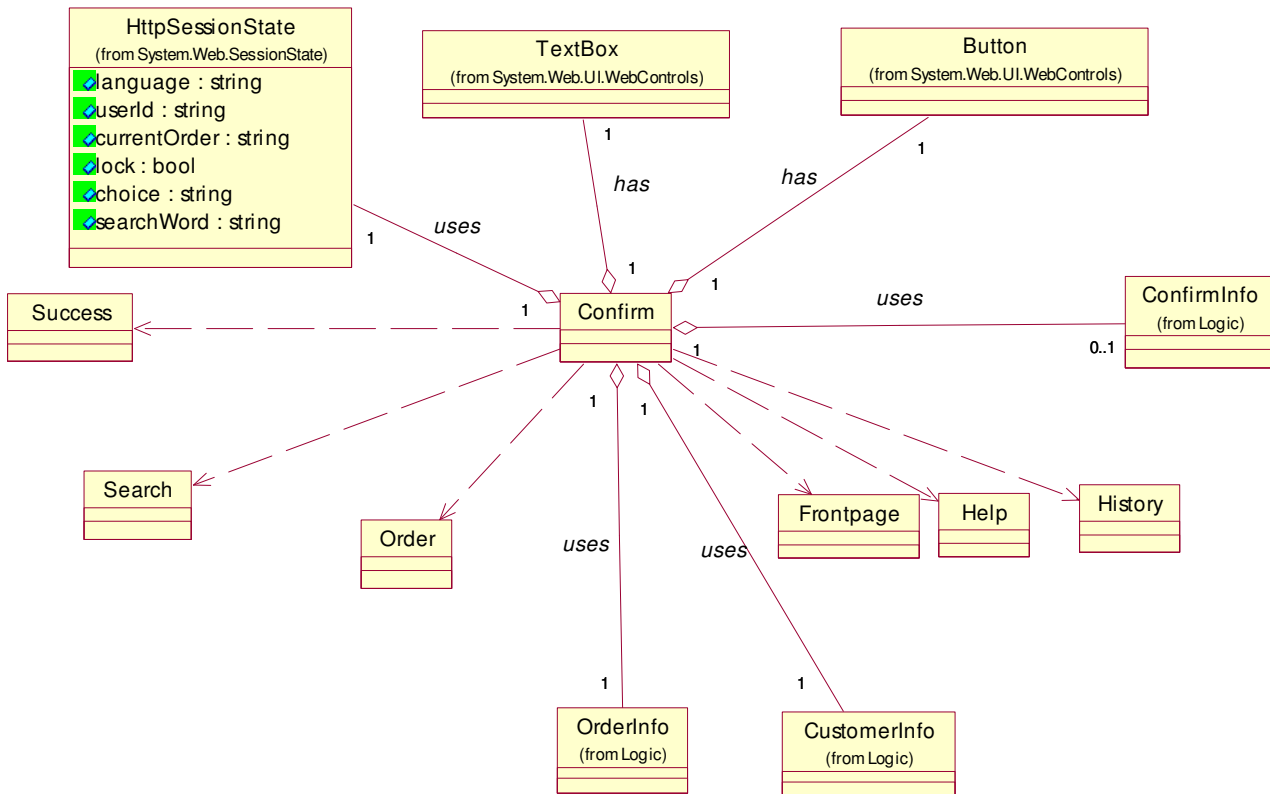 HttpSessionState
(from System.Web.SessionState)
language : string
userId : string
currentOrder : string
lock : bool
choice : string
searchWord : string
TextBox
(from System.Web.UI.WebControls)
Button
(from System.Web.UI.WebControls)
1
1
has
has
uses
1
1
1
1
Success
Confirm
uses
ConfirmInfo
(from Logic)
1
0..1
1
1
Search
Order
Frontpage
Help
History
uses
uses
1
1
OrderInfo
(from Logic)
CustomerInfo
(from Logic)